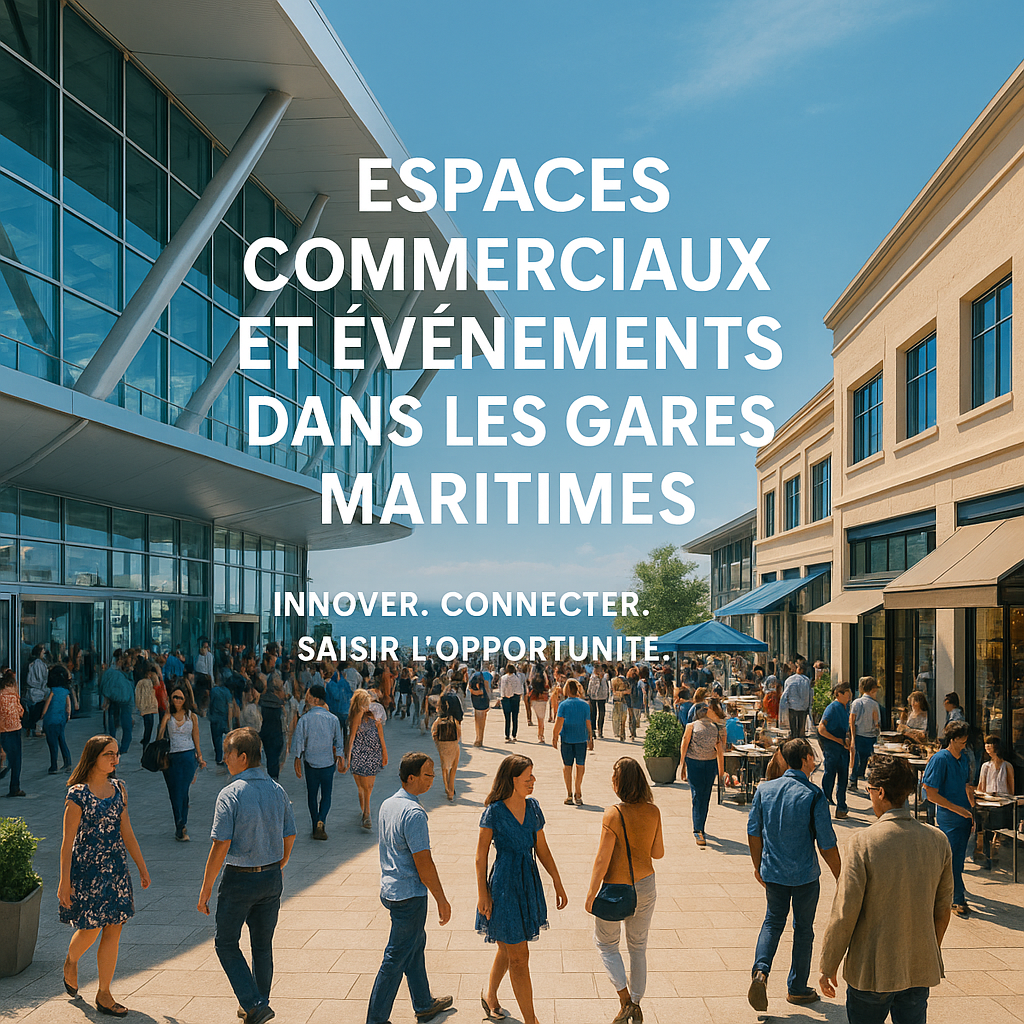 ESPACES
COMMERCIAUX
ET ÉVÉNEMENTS
DANS LES GARES
MARITIMES
INNOVER. CONNECTER.
SAISIR L'OPPORTUNITE.